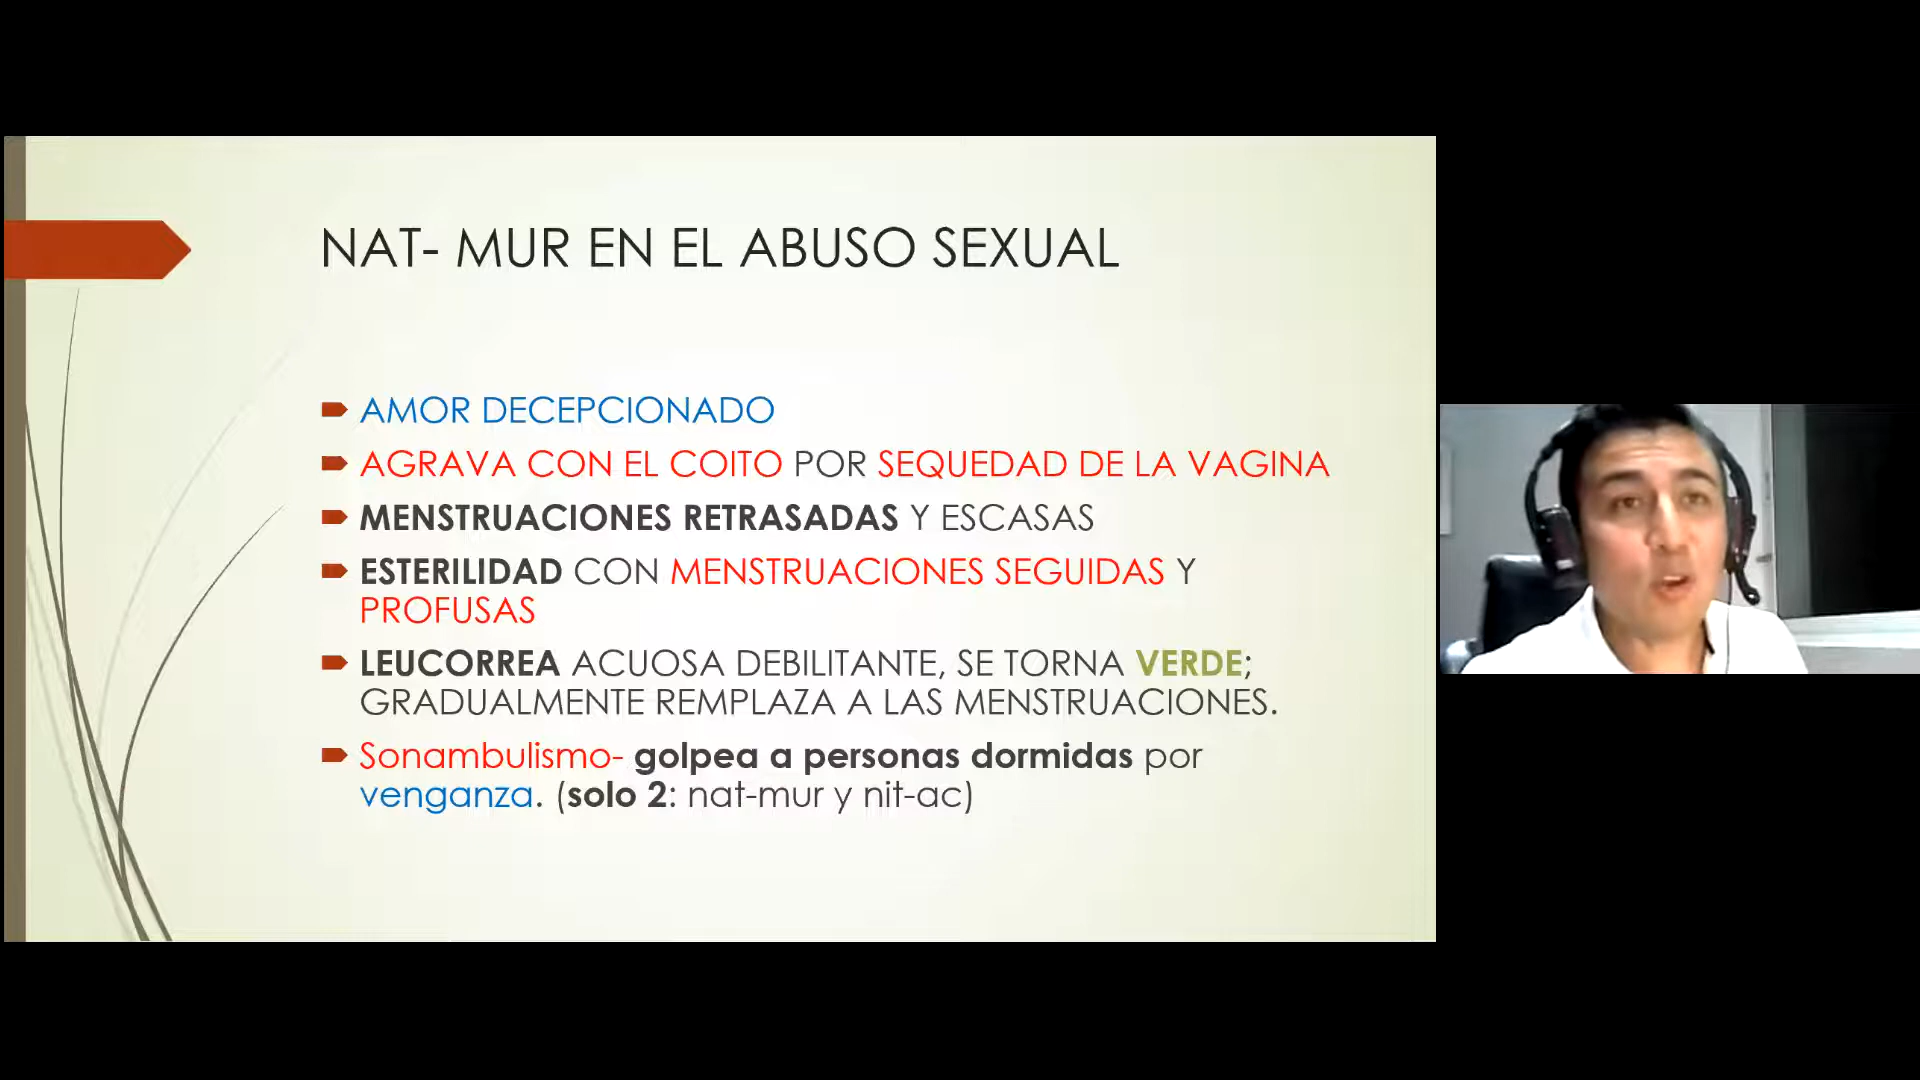 NAT- MUR EN EL ABUSO SEXUAL
AMOR DECEPCIONADO
AGRAVA CON EL COITO POR SEQUEDAD DE LA VAGINA
MENSTRUACIONES RETRASADAS Y ESCASAS
ESTERILIDAD CON MENSTRUACIONES SEGUIDAS Y
PROFUSAS
LEUCORREA ACUOSA DEBILITANTE, SE TORNA VERDE;
GRADUALMENTE REMPLAZA A LAS MENSTRUACIONES.
Sonambulismo- golpea a personas dormidas por
venganza. (solo 2: nat-mur y nit-ac)